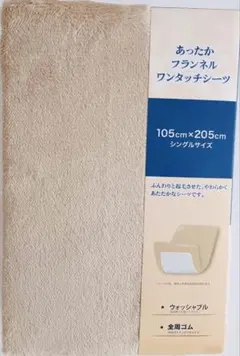 あったか
フランネル
ワンタッチシーツ
105cm×205cm
シングルサイズ
ふんわりと起毛させた、やわらかく
あたたかなシーツです。
• ウォッシャブル
• 全周ゴム